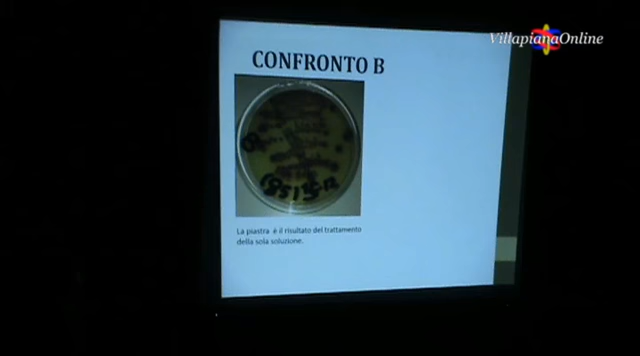 VillapianaOnline
CONFRONTO B
La piastra è il risultato del trattamento
della sola soluzione.